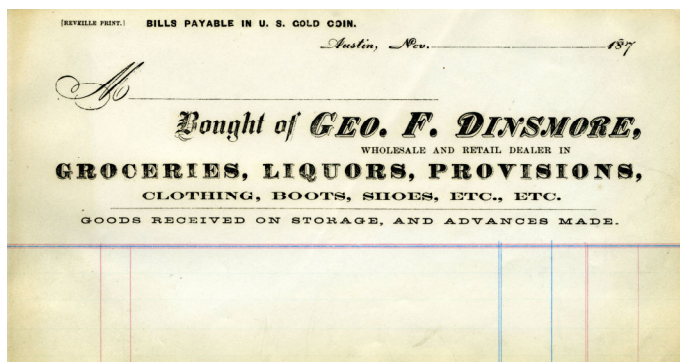 [REVEILLE PRINT.] BILLS PAYABLE IN U. S. GOLD COIN.
Austin, Nev. 187
M
Bought of GEO. F. DINSMORE,
WHOLESALE AND RETAIL DEALER IN
GROCERIES, LIQUORS, PROVISIONS,
CLOTHING, BOOTS, SHOES, ETC., ETC.
GOODS RECEIVED ON STORAGE, AND ADVANCES MADE.